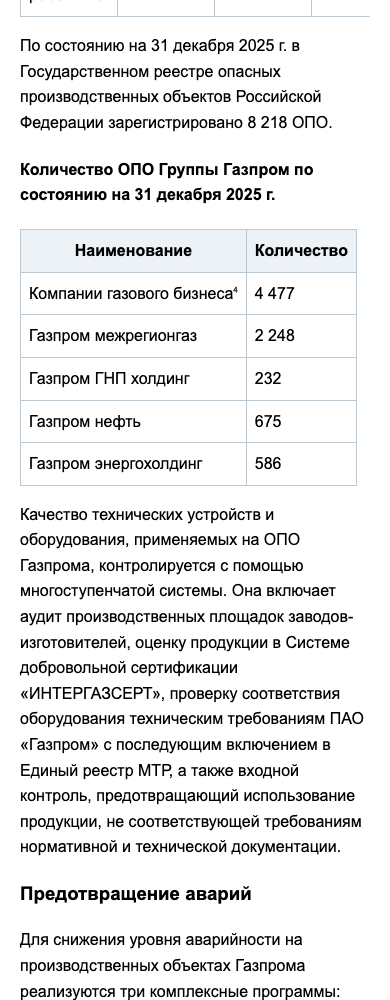 По состоянию на 31 декабря 2025 г. в
Государственном реестре опасных
производственных объектов Российской
Федерации зарегистрировано 8 218 ОПО.
Количество ОПО Группы Газпром по
состоянию на 31 декабря 2025 г.
Наименование Количество
Компании газового бизнеса⁴ 4 477
Газпром межрегионгаз 2 248
Газпром ГНП холдинг 232
Газпром нефть 675
Газпром энергохолдинг 586
Качество технических устройств и
оборудования, применяемых на ОПО
Газпрома, контролируется с помощью
многоступенчатой системы. Она включает
аудит производственных площадок заводов-
изготовителей, оценку продукции в Системе
добровольной сертификации
«ИНТЕРГАЗСЕРТ», проверку соответствия
оборудования техническим требованиям ПАО
«Газпром» с последующим включением в
Единый реестр МТР, а также входной
контроль, предотвращающий использование
продукции, не соответствующей требованиям
нормативной и технической документации.
Предотвращение аварий
Для снижения уровня аварийности на
производственных объектах Газпрома
реализуются три комплексные программы: